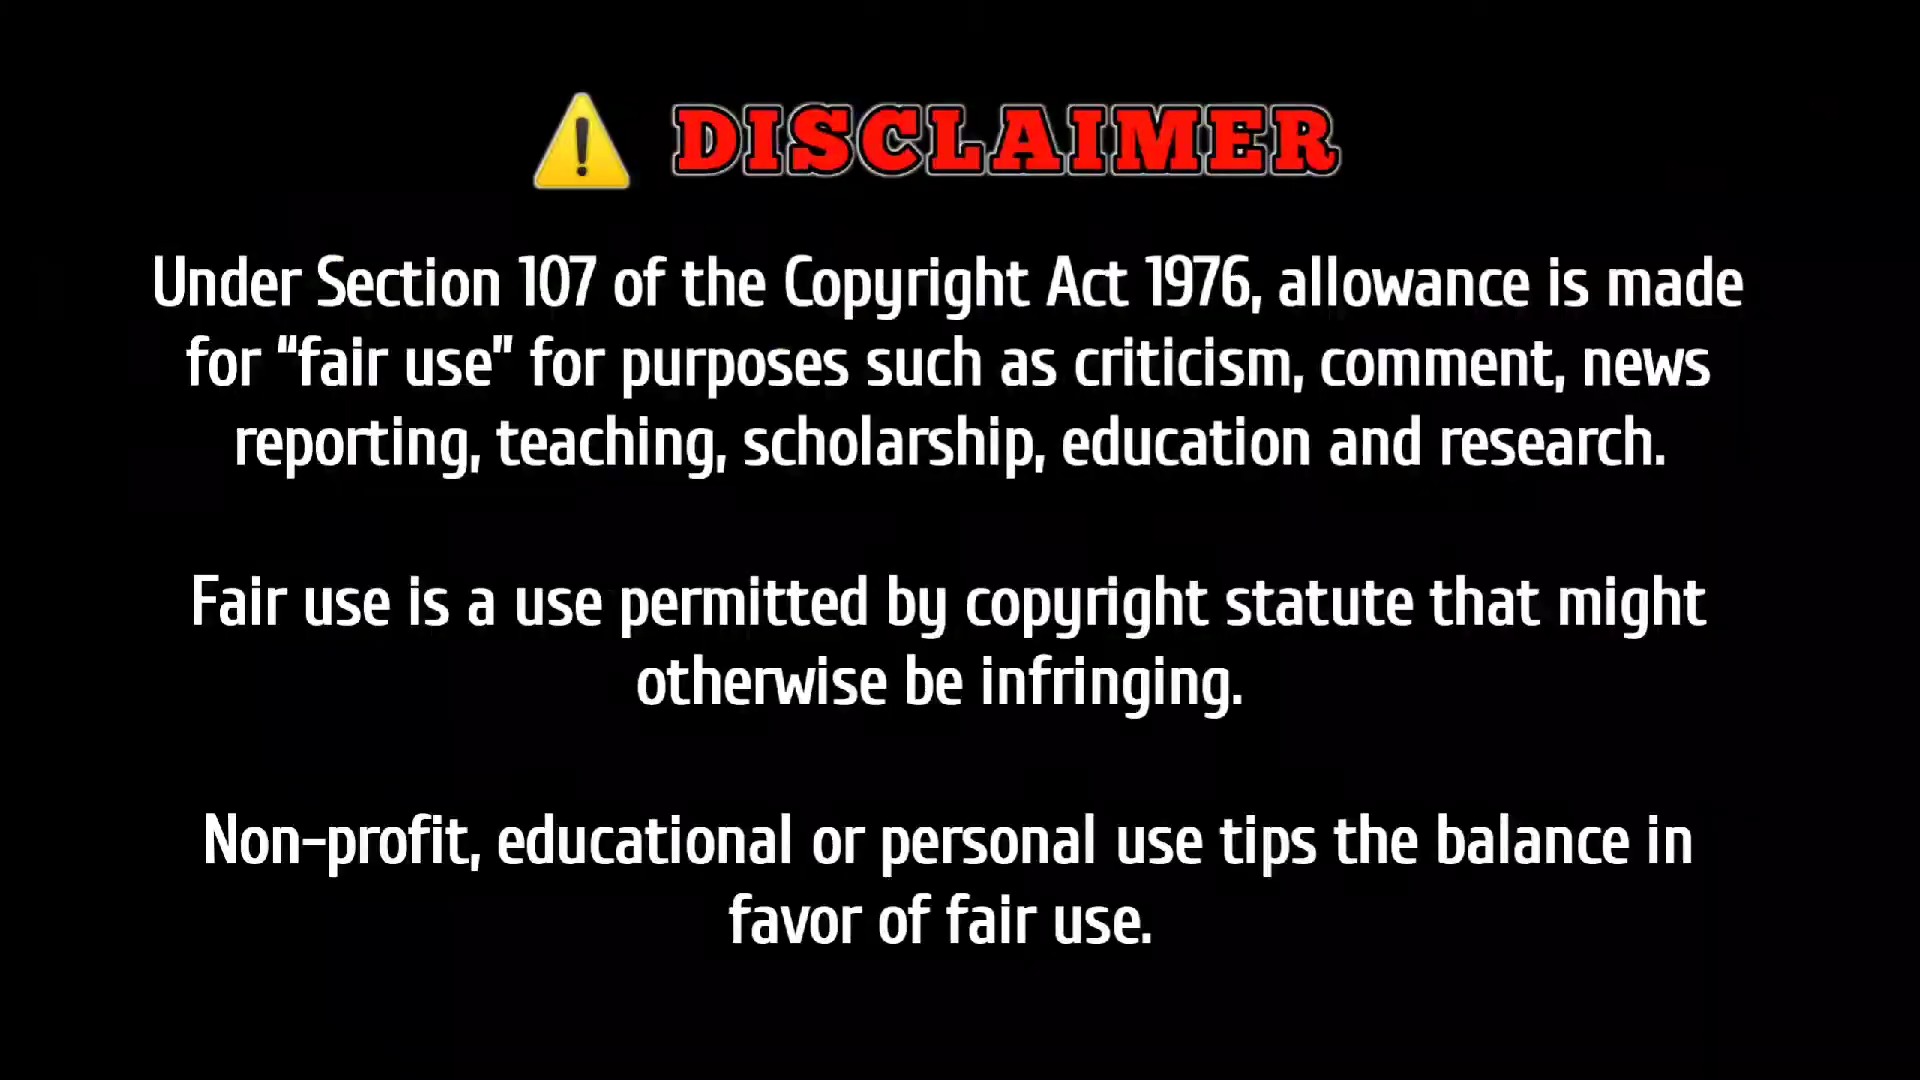 ⚠ DISCLAIMER
Under Section 107 of the Copyright Act 1976, allowance is made
for “fair use” for purposes such as criticism, comment, news
reporting, teaching, scholarship, education and research.
Fair use is a use permitted by copyright statute that might
otherwise be infringing.
Non-profit, educational or personal use tips the balance in
favor of fair use.